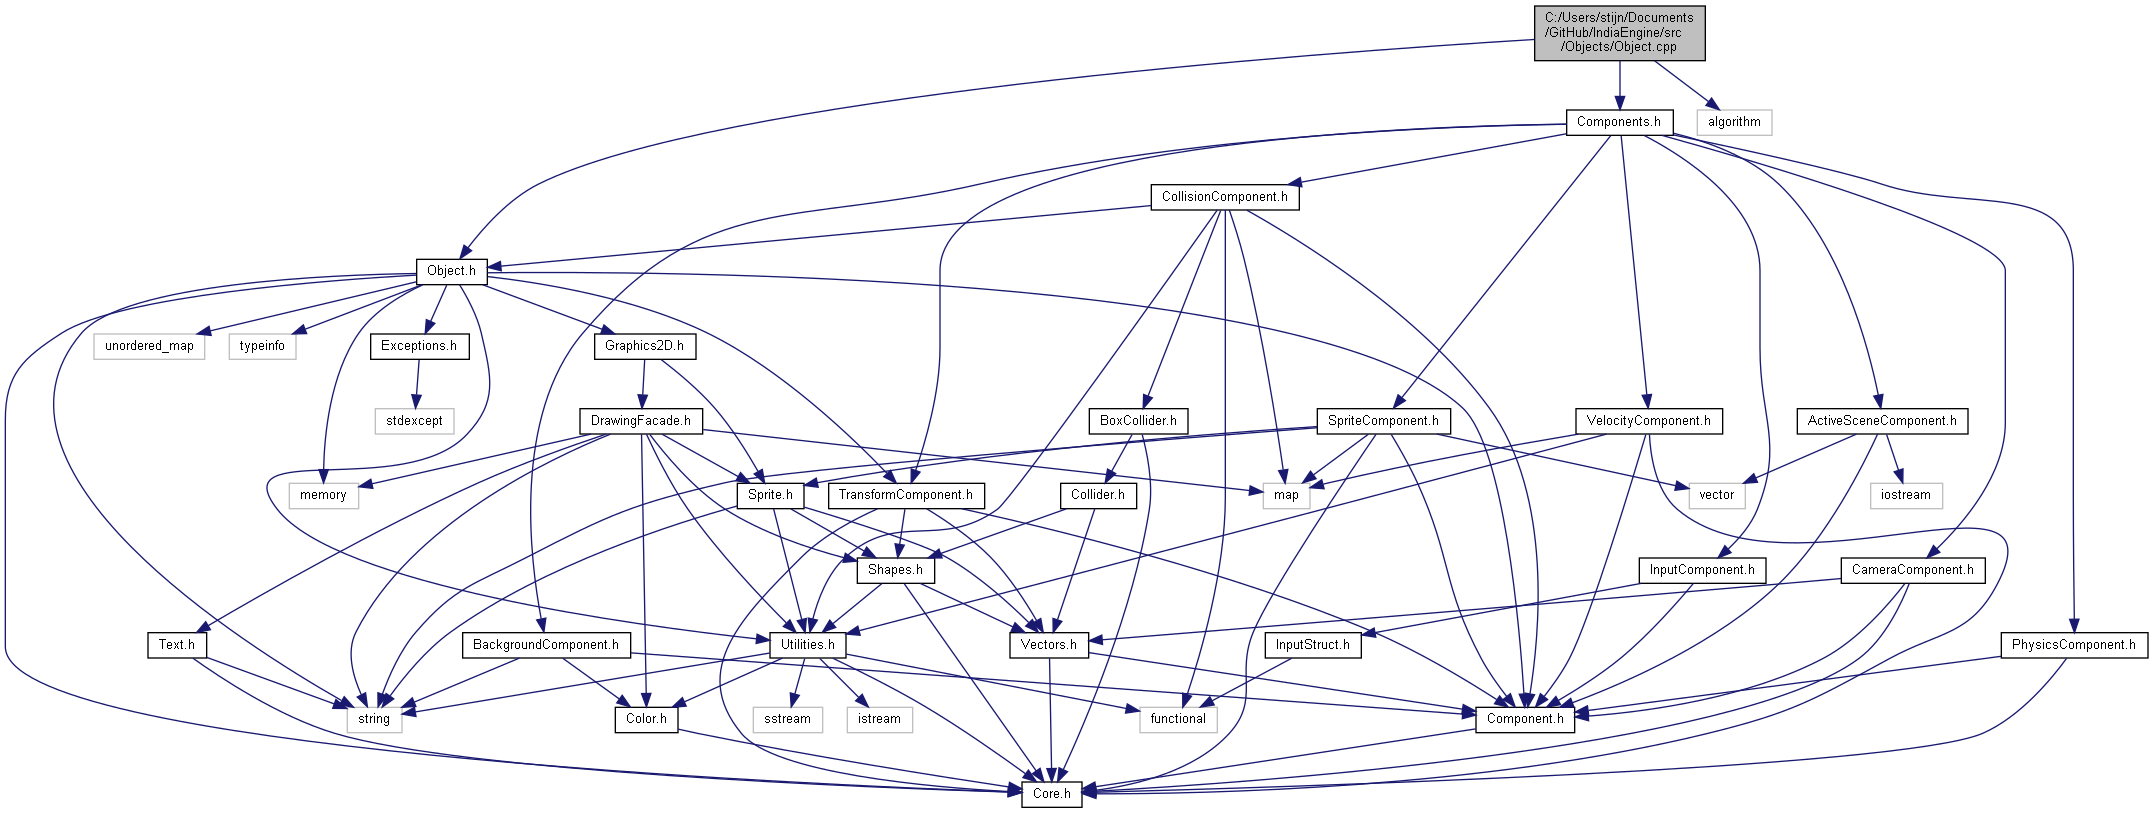 C:/Users/stijn/Documents
/GitHub/IndiaEngine/src
/Objects/Object.cpp
Components.h
algorithm
CollisionComponent.h
Object.h
unordered_map
typeinfo
Exceptions.h
Graphics2D.h
stdexcept
DrawingFacade.h
BoxCollider.h
SpriteComponent.h
VelocityComponent.h
ActiveSceneComponent.h
memory
Sprite.h
TransformComponent.h
Collider.h
map
vector
iostream
Shapes.h
InputComponent.h
CameraComponent.h
Text.h
BackgroundComponent.h
Utilities.h
Vectors.h
InputStruct.h
PhysicsComponent.h
string
Color.h
sstream
istream
functional
Component.h
Core.h